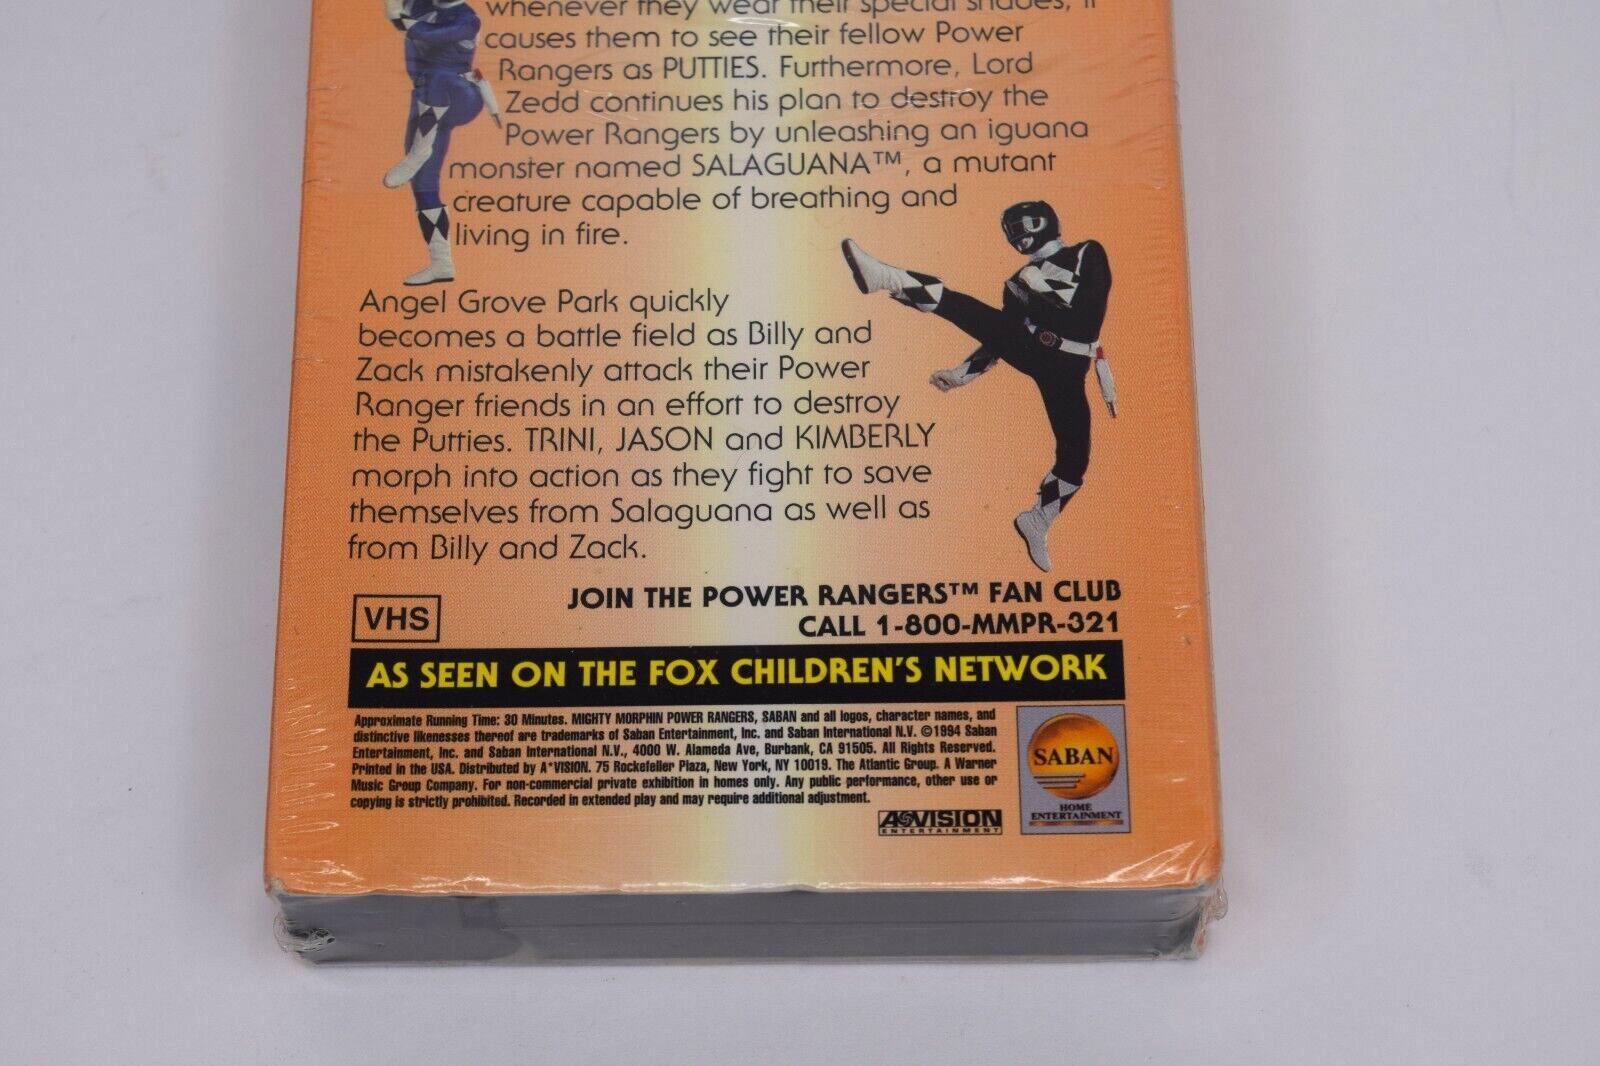 whenever they wear their special shades, it
causes them to see their fellow Power
Rangers as PUTTIES. Furthermore, Lord
Zedd continues his plan to destroy the
Power Rangers by unleashing an iguana
monster named SALAGUANA™, a mutant
creature capable of breathing and
living in fire.
Angel Grove Park quickly
becomes a battle field as Billy and
Zack mistakenly attack their Power
Ranger friends in an effort to destroy
the Putties. TRINI, JASON and KIMBERLY
morph into action as they fight to save
themselves from Salaguana as well as
from Billy and Zack.
JOIN THE POWER RANGERS™ FAN CLUB
VHS
CALL 1-800-MMPR-321
AS SEEN ON THE FOX CHILDREN'S NETWORK
Approximate Running Time: 30 Minutes. MIGHTY MORPHIN POWER RANGERS, SABAN and all logos, character names, and
distinctive likenesses thereof are trademarks of Saban Entertainment, Inc. and Saban International N.V. ©1994 Saban
Entertainment, Inc. and Saban International N.V., 4000 W. Alameda Ave, Burbank, CA 91505. All Rights Reserved.
Printed in the USA. Distributed by A*VISION. 75 Rockefeller Plaza, New York, NY 10019. The Atlantic Group. A Warner
Music Group Company. For non-commercial private exhibition in homes only. Any public performance, other use or
copying is strictly prohibited. Recorded in extended play and may require additional adjustment.
A*VISION
ENTERTAINMENT
SABAN
HOME
ENTERTAINMENT